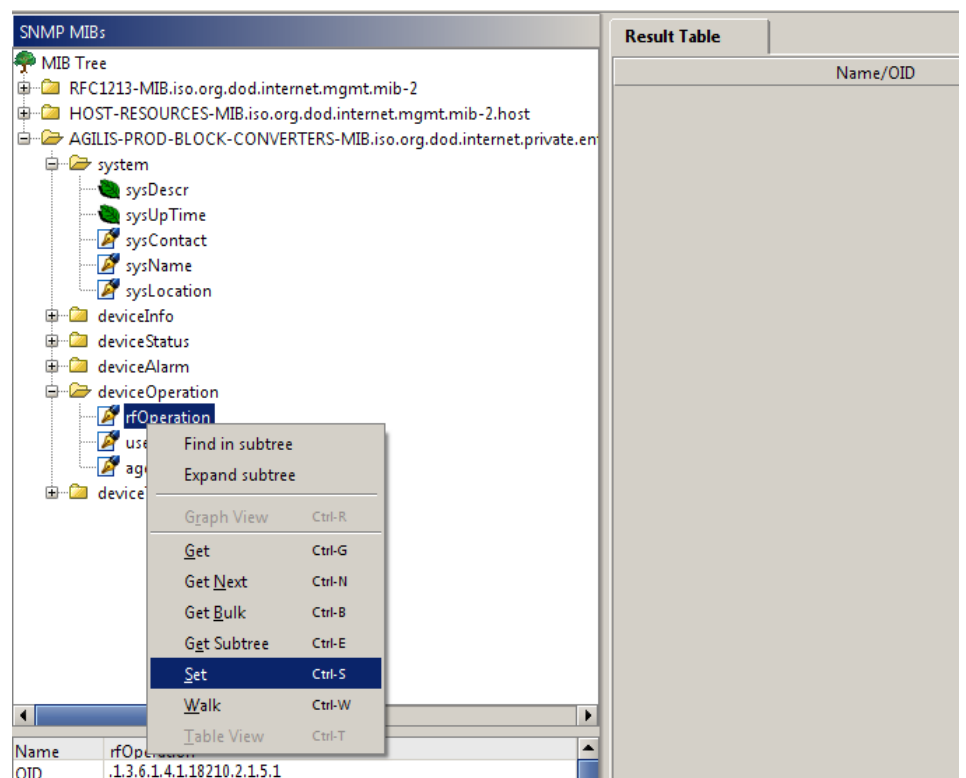 SNMP MIBs
Result Table
MIB Tree
Name/OID
RFC1213-MIB.iso.org.dod.internet.mgmt.mib-2
HOST-RESOURCES-MIB.iso.org.dod.internet.mgmt.mib-2.host
AGILIS-PROD-BLOCK-CONVERTERS-MIB.iso.org.dod.internet.private.en
system
sysDescr
sysUpTime
sysContact
sysName
sysLocation
deviceInfo
deviceStatus
deviceAlarm
deviceOperation
rfOperation
use
age
device
Find in subtree
Expand subtree
Graph View Ctrl-R
Get Ctrl-G
Get Next Ctrl-N
Get Bulk Ctrl-B
Get Subtree Ctrl-E
Set Ctrl-S
Walk Ctrl-W
Table View Ctrl-T
Name rfOperation
OID .1.3.6.1.4.1.18210.2.1.5.1